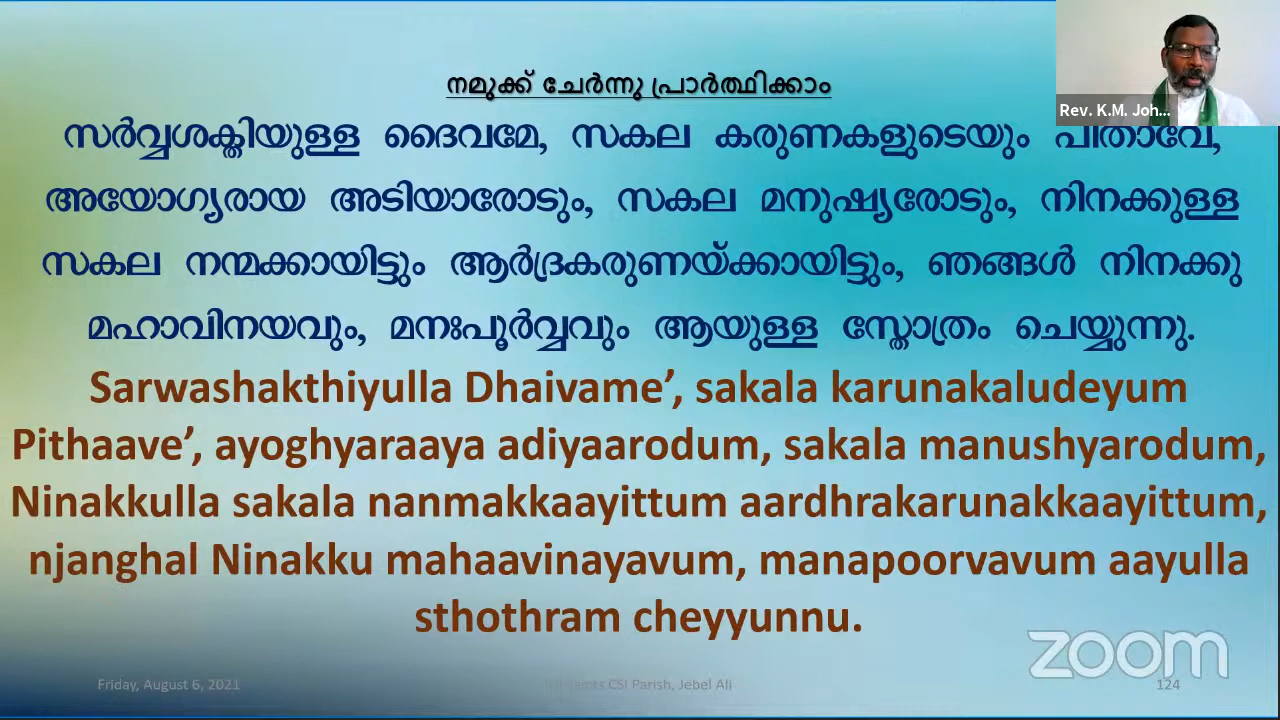 നമുക്ക് ചേർന്നു പ്രാർത്ഥിക്കാം
Rev. K.M. Joh...
സർവ്വശക്തിയുള്ള ദൈവമേ, സകല കരുണകളുടെയും പിതാവേ,
അയോഗ്യരായ അടിയാരോടും, സകല മനുഷ്യരോടും, നിനക്കുള്ള
സകല നന്മക്കായിട്ടും ആർദ്രകരുണയ്ക്കായിട്ടും, ഞങ്ങൾ നിനക്കു
മഹാവിനയവും, മനഃപൂർവ്വവും ആയുള്ള സ്തോത്രം ചെയ്യുന്നു.
Sarwashakthiyulla Dhaivame’, sakala karunakaludeyum
Pithaave’, ayoghyaraaya adiyaarodum, sakala manushyarodum,
Ninakkulla sakala nanmakkaayittum aardhrakarunakkaayittum,
njanghal Ninakku mahaavinayavum, manapoorvavum aayulla
sthothram cheyyunnu.
zoom
Friday, August 6, 2021
CSI Parish, Jebel Ali
124